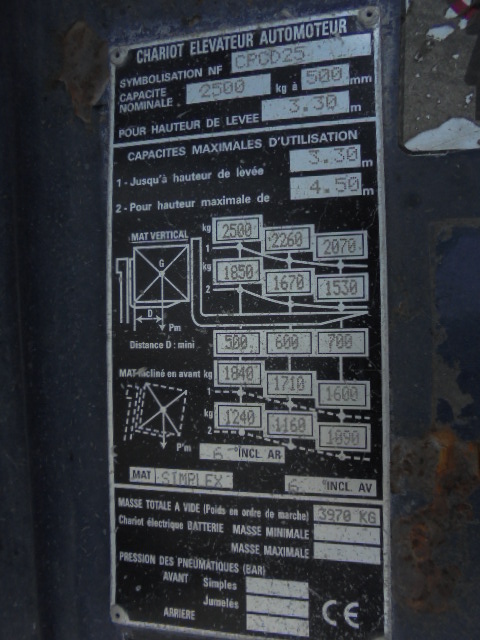 CHARIOT ELEVATEUR AUTOMOTEUR
SYMBOLISATION NF CPCD25
CAPACITE NOMINALE 2500 kg à 500 mm
POUR HAUTEUR DE LEVEE 3.30 m
CAPACITES MAXIMALES D'UTILISATION
1 - Jusqu'à hauteur de levée 3.30 m
2 - Pour hauteur maximale de 4.50 m
MAT VERTICAL
kg 2500 2260 2070
1
kg 1850 1670 1530
2
G
D
Pm
Distance D : mini 500 600 700
MAT incliné en avant kg 1840 1710 1600
1
kg 1240 1160 1090
2
P'm
6 °INCL. AR
MAT SIMPLEX 6 °INCL. AV
MASSE TOTALE A VIDE (Poids en ordre de marche) 3970 KG
Chariot électrique BATTERIE MASSE MINIMALE
MASSE MAXIMALE
PRESSION DES PNEUMATIQUES (BAR)
AVANT Simples
Jumelés
ARRIERE
CE